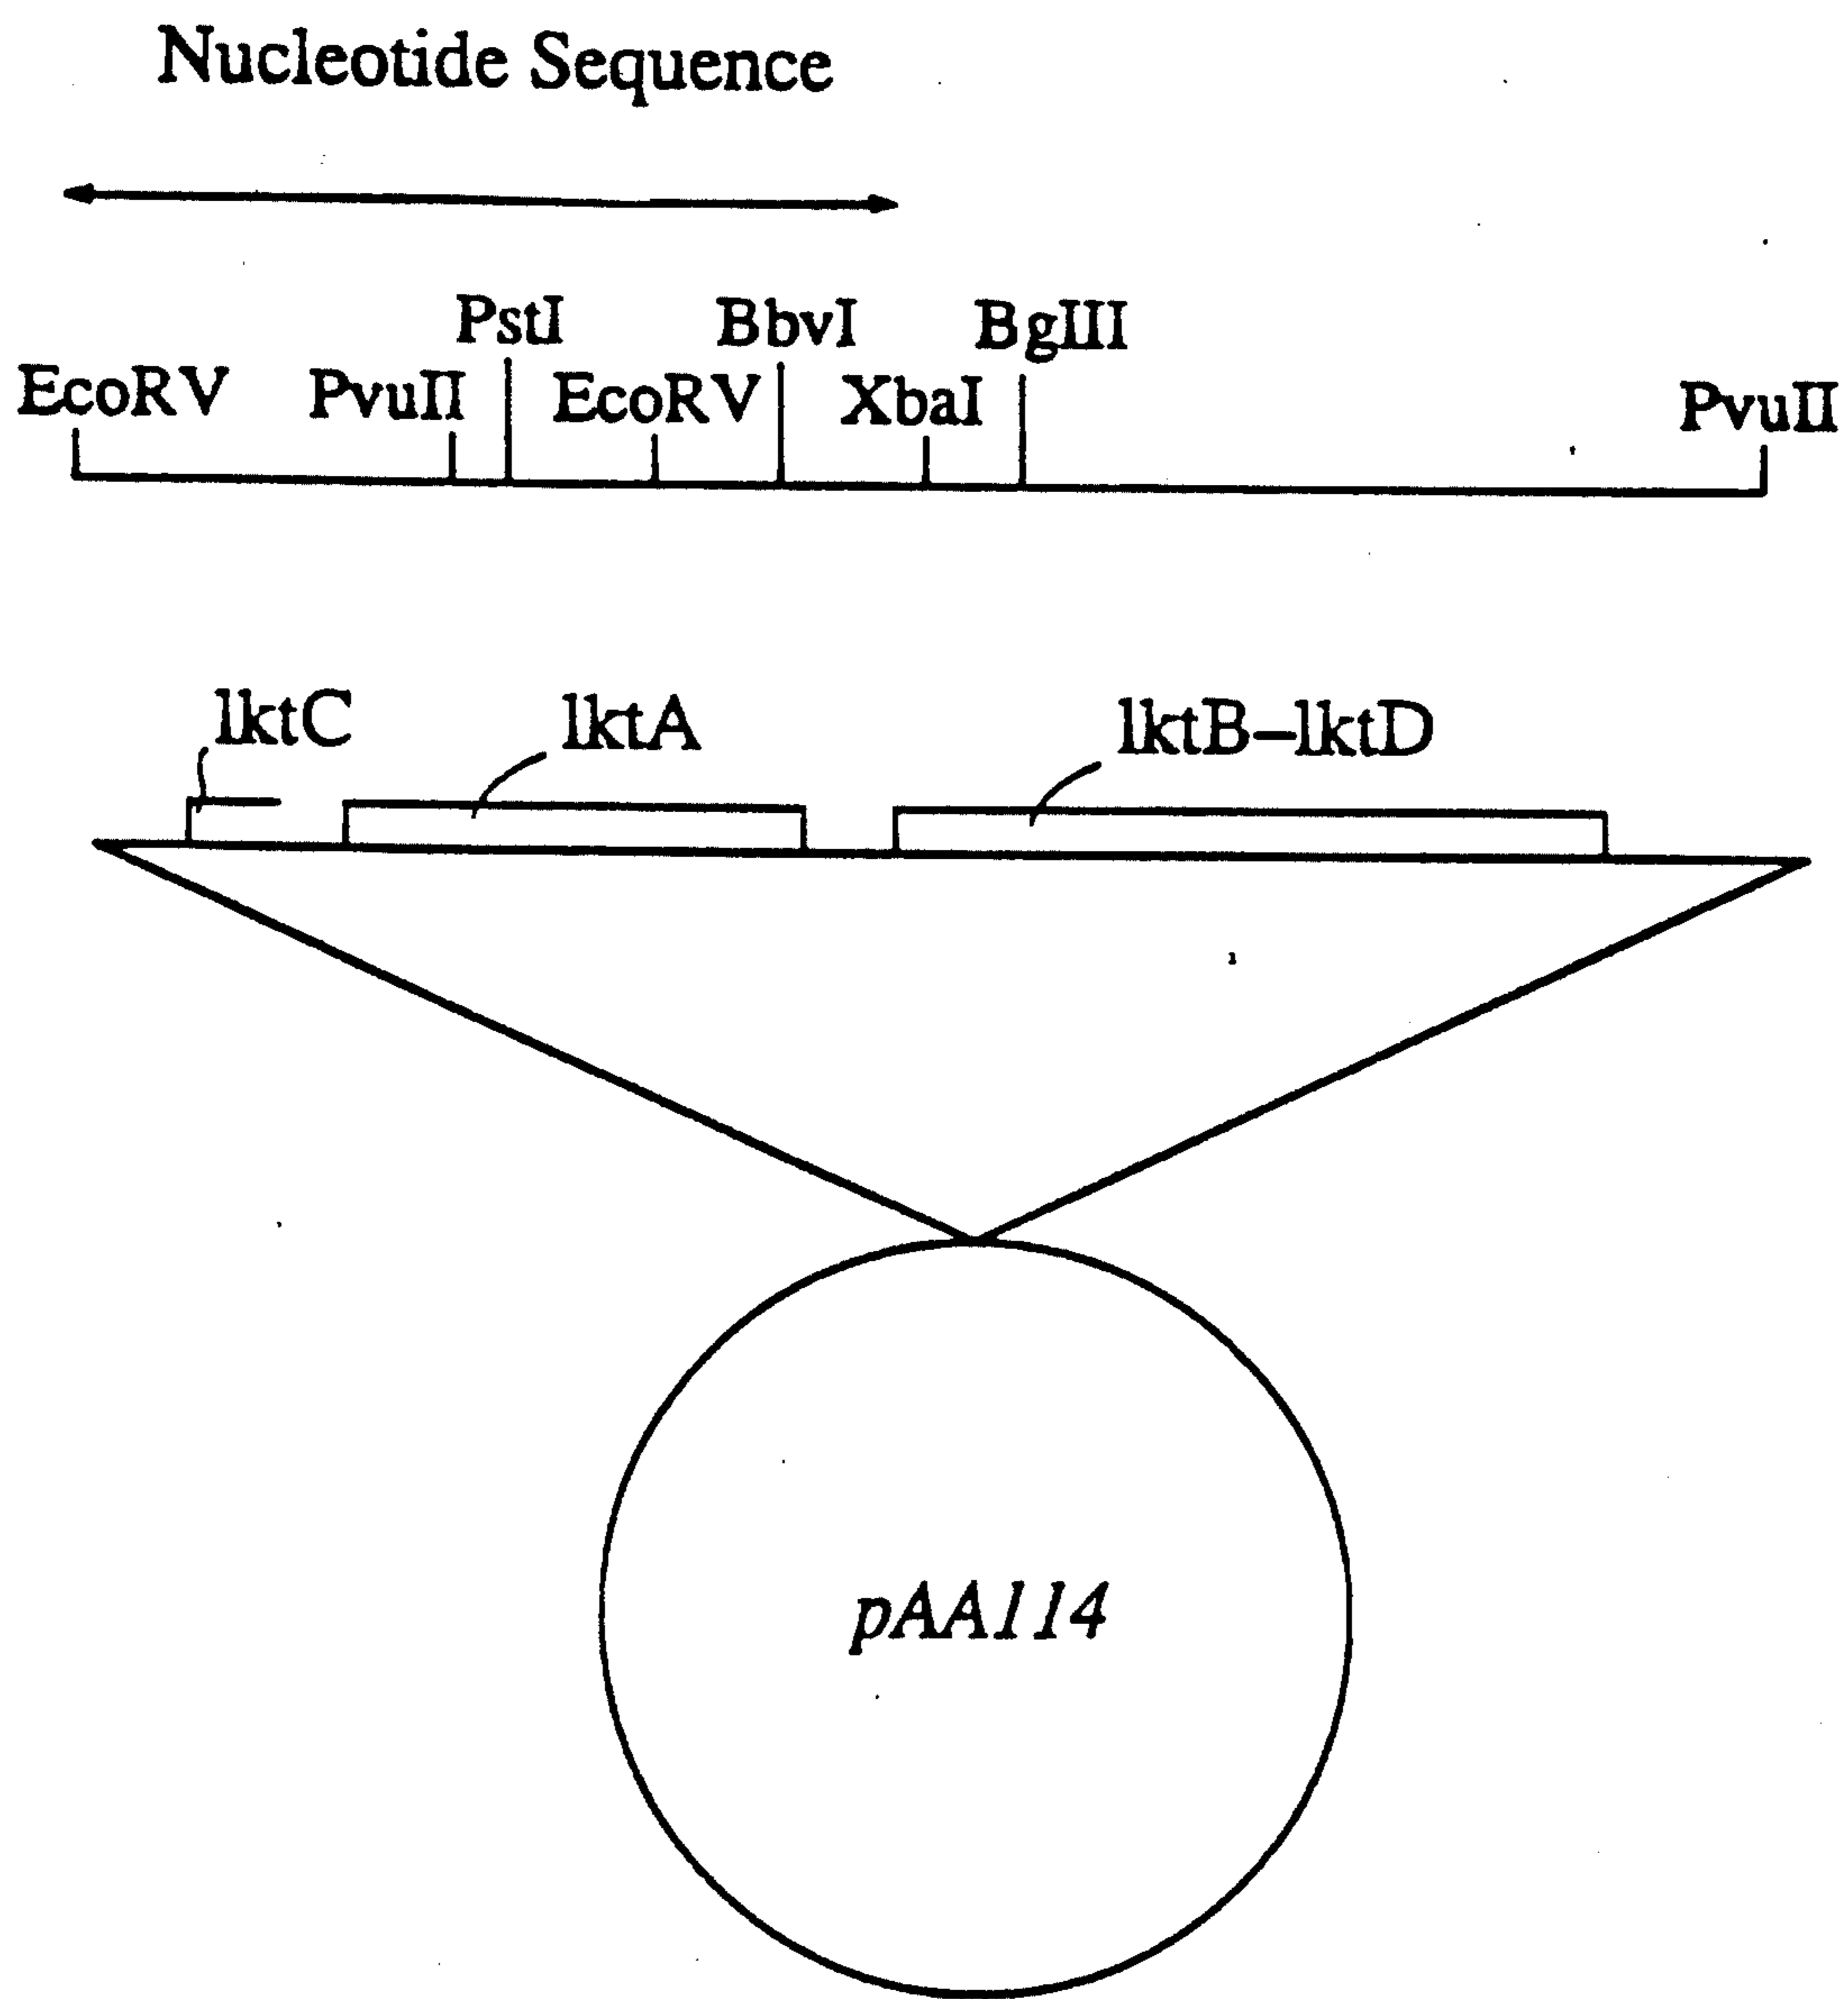 Nucleotide Sequence
PstI BbvI BglII
EcoRV PvuII EcoRV XbaI PvuII
lktC lktA lktB–lktD
pAA114